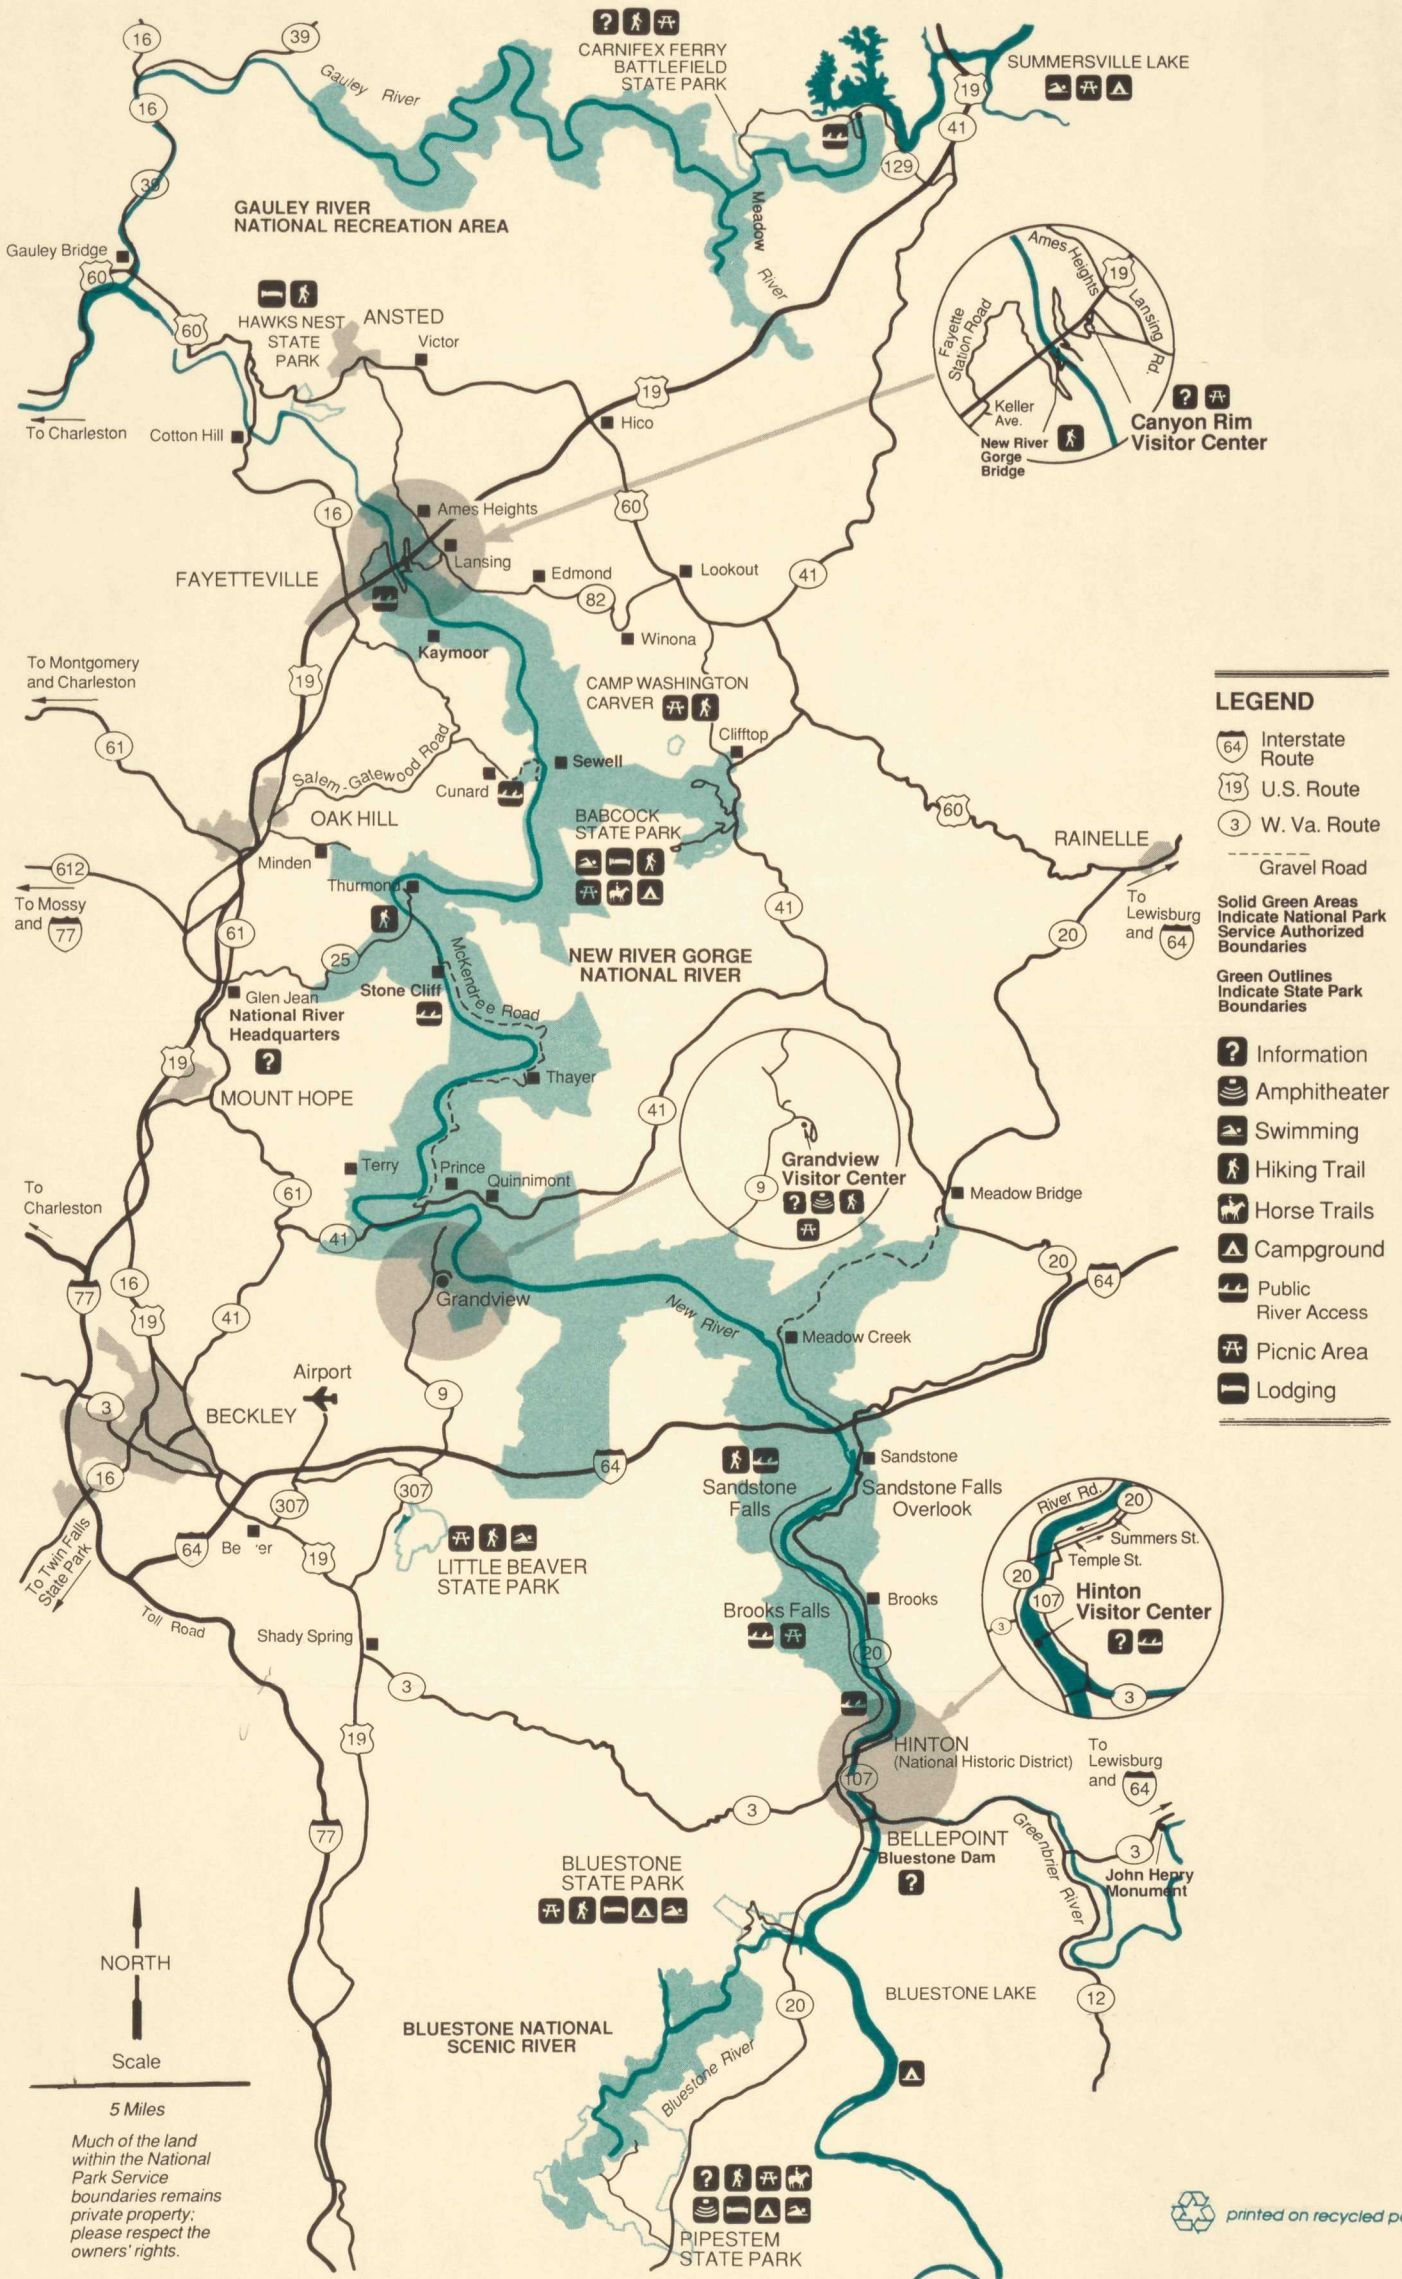 16
39
Gauley River
CARNIFEX FERRY
BATTLEFIELD
STATE PARK
SUMMERSVILLE LAKE
19
16
41
129
39
GAULEY RIVER
NATIONAL RECREATION AREA
Meadow River
Gauley Bridge
60
60
HAWKS NEST
STATE
PARK
ANSTED
Victor
To Charleston
Cotton Hill
19
Hico
Ames Heights
19
Lansing Rd.
Fayette
Station Road
Keller
Ave.
New River
Gorge
Bridge
Canyon Rim
Visitor Center
16
Ames Heights
60
Lansing
FAYETTEVILLE
Edmond
82
Lookout
41
Winona
Kaymoor
To Montgomery
and Charleston
19
CAMP WASHINGTON
CARVER
Clifftop
61
Salem-Gatewood Road
Sewell
Cunard
OAK HILL
BABCOCK
STATE PARK
60
RAINELLE
Minden
612
To Mossy
and 77
Thurmond
41
To
Lewisburg
and 64
20
61
25
McKendree Road
NEW RIVER GORGE
NATIONAL RIVER
Stone Cliff
Glen Jean
National River
Headquarters
19
MOUNT HOPE
Thayer
41
LEGEND
64 Interstate
Route
19 U.S. Route
3 W. Va. Route
Gravel Road
Solid Green Areas
Indicate National Park
Service Authorized
Boundaries
Green Outlines
Indicate State Park
Boundaries
? Information
Amphitheater
Swimming
Hiking Trail
Horse Trails
Campground
Public
River Access
Picnic Area
Lodging
Terry
Prince
Quinnimont
Grandview
Visitor Center
9
Meadow Bridge
To
Charleston
61
41
77
16
19
41
Grandview
New River
Meadow Creek
20
64
Airport
3
BECKLEY
9
16
64
Sandstone
Falls
Sandstone
Sandstone Falls
Overlook
307
307
To Twin Falls
State Park
64
19
LITTLE BEAVER
STATE PARK
Toll Road
Shady Spring
3
Brooks Falls
Brooks
20
River Rd.
20
Summers St.
Temple St.
20
107
3
Hinton
Visitor Center
3
19
HINTON
(National Historic District)
To
Lewisburg
and 64
107
3
77
BELLEPOINT
Bluestone Dam
Greenbrier River
3
John Henry
Monument
BLUESTONE
STATE PARK
NORTH
BLUESTONE LAKE
20
12
BLUESTONE NATIONAL
SCENIC RIVER
Bluestone River
Scale
5 Miles
Much of the land
within the National
Park Service
boundaries remains
private property;
please respect the
owners' rights.
PIPESTEM
STATE PARK
printed on recycled